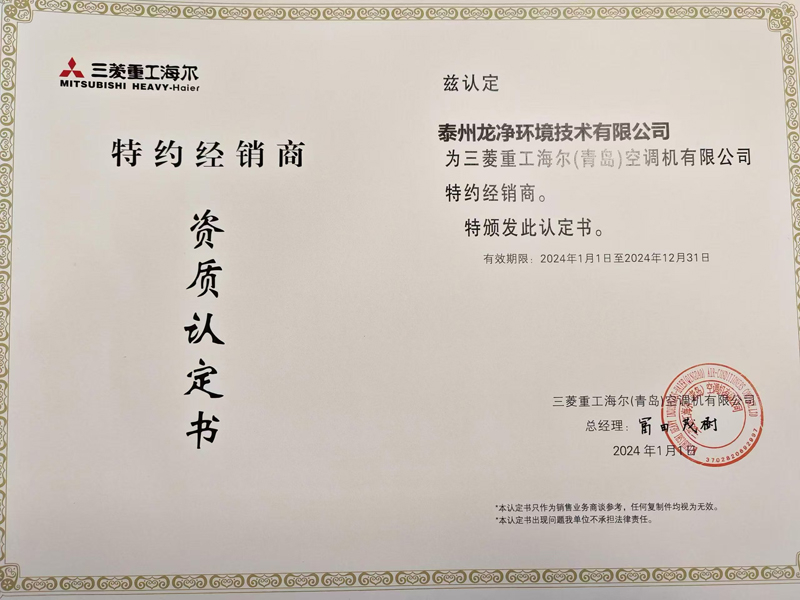 三菱重工海尔
MITSUBISHI HEAVY-Haier
特约经销商
资质认定书
兹认定
泰州龙净环境技术有限公司
为三菱重工海尔(青岛)空调机有限公司
特约经销商。
特颁发此认定书。
有效期限：2024年1月1日至2024年12月31日
三菱重工海尔(青岛)空调机有限公司
总经理：富田茂樹
2024年1月1日
3702820892897
*本认定书只作为销售业务商谈参考，任何复制件均视为无效。
*本认定书出现问题我单位不承担法律责任。